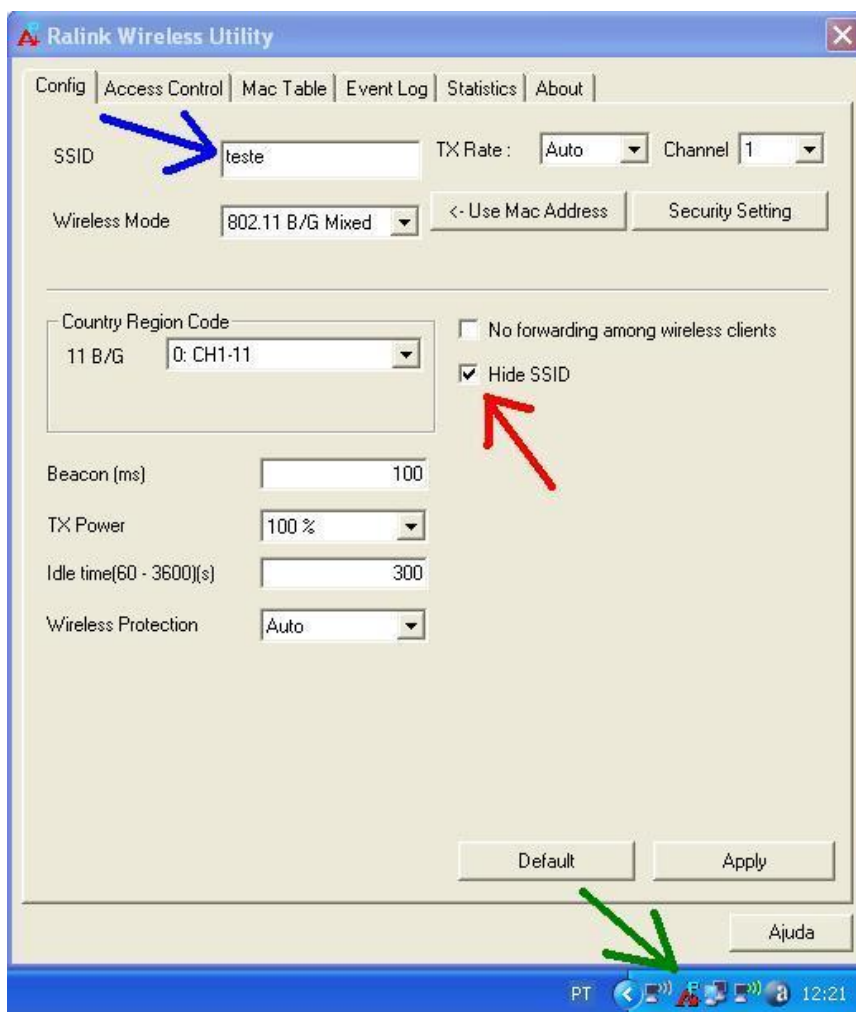 Ralink Wireless Utility
Config Access Control Mac Table Event Log Statistics About
SSID teste TX Rate : Auto Channel 1
Wireless Mode 802.11 B/G Mixed <- Use Mac Address Security Setting
Country Region Code
11 B/G 0: CH1-11
No forwarding among wireless clients
Hide SSID
Beacon (ms) 100
TX Power 100 %
Idle time(60 - 3600)(s) 300
Wireless Protection Auto
Default Apply
Ajuda
PT 12:21